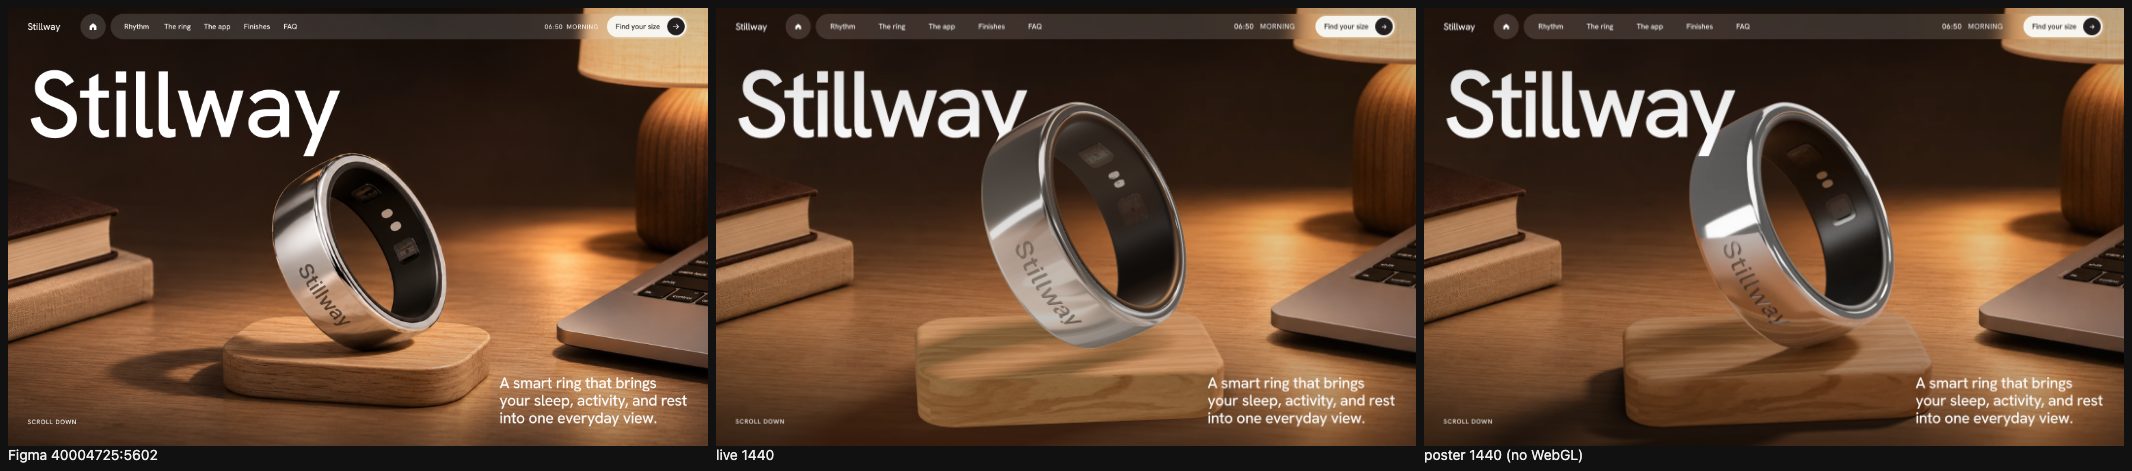 Stillway
Rhythm The ring The app Finishes FAQ
06:50 MORNING
Find your size
Stillway
Stillway
A smart ring that brings
your sleep, activity, and rest
into one everyday view.
SCROLL DOWN
Figma 40004725:5602
Stillway
Rhythm The ring The app Finishes FAQ
06:50 MORNING
Find your size
Stillway
Stillway
A smart ring that brings
your sleep, activity, and rest
into one everyday view.
SCROLL DOWN
live 1440
Stillway
Rhythm The ring The app Finishes FAQ
06:50 MORNING
Find your size
Stillway
Stillway
A smart ring that brings
your sleep, activity, and rest
into one everyday view.
SCROLL DOWN
poster 1440 (no WebGL)